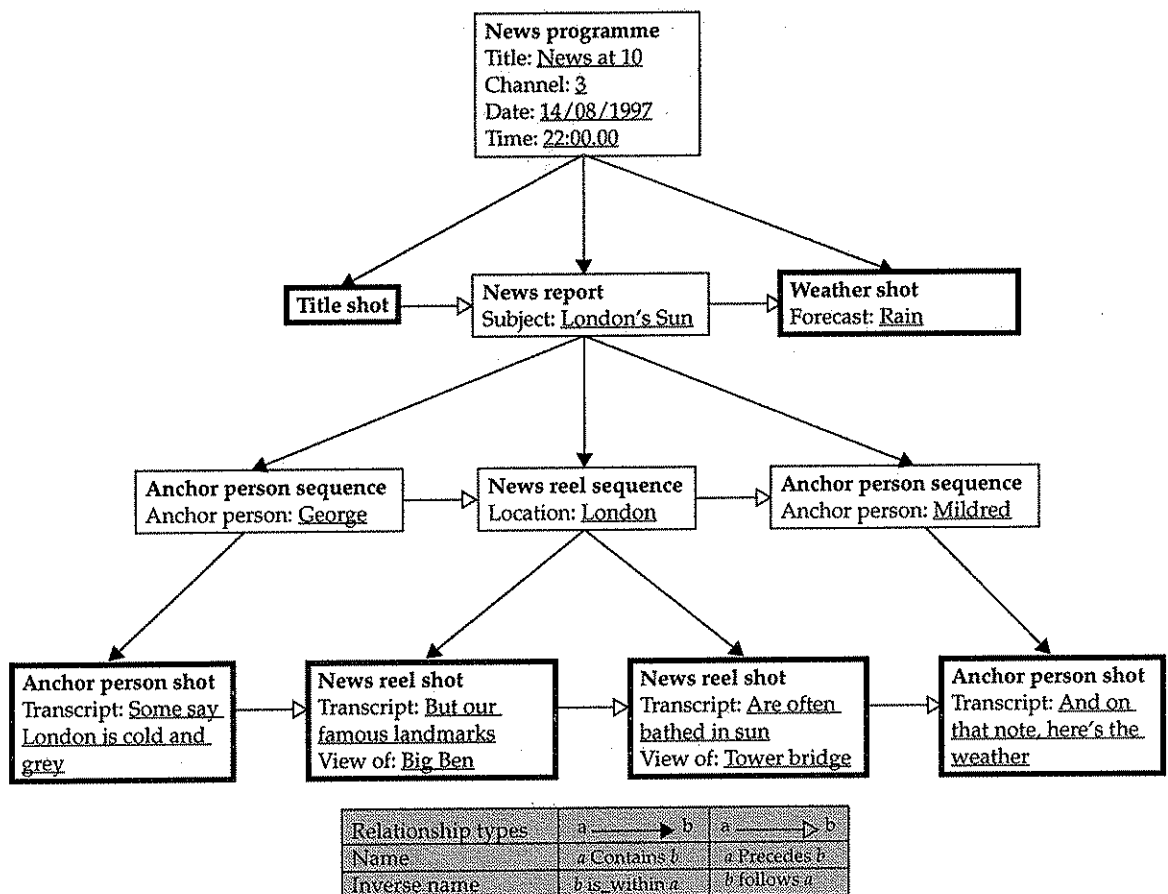 News programme
Title: News at 10
Channel: 3
Date: 14/08/1997
Time: 22:00.00
Title shot
News report
Subject: London's Sun
Weather shot
Forecast: Rain
Anchor person sequence
Anchor person: George
News reel sequence
Location: London
Anchor person sequence
Anchor person: Mildred
Anchor person shot
Transcript: Some say
London is cold and
grey
News reel shot
Transcript: But our
famous landmarks
View of: Big Ben
News reel shot
Transcript: Are often
bathed in sun
View of: Tower bridge
Anchor person shot
Transcript: And on
that note, here's the
weather
Relationship types a b a b
Name a Contains b a Precedes b
Inverse name b is_within a b follows a